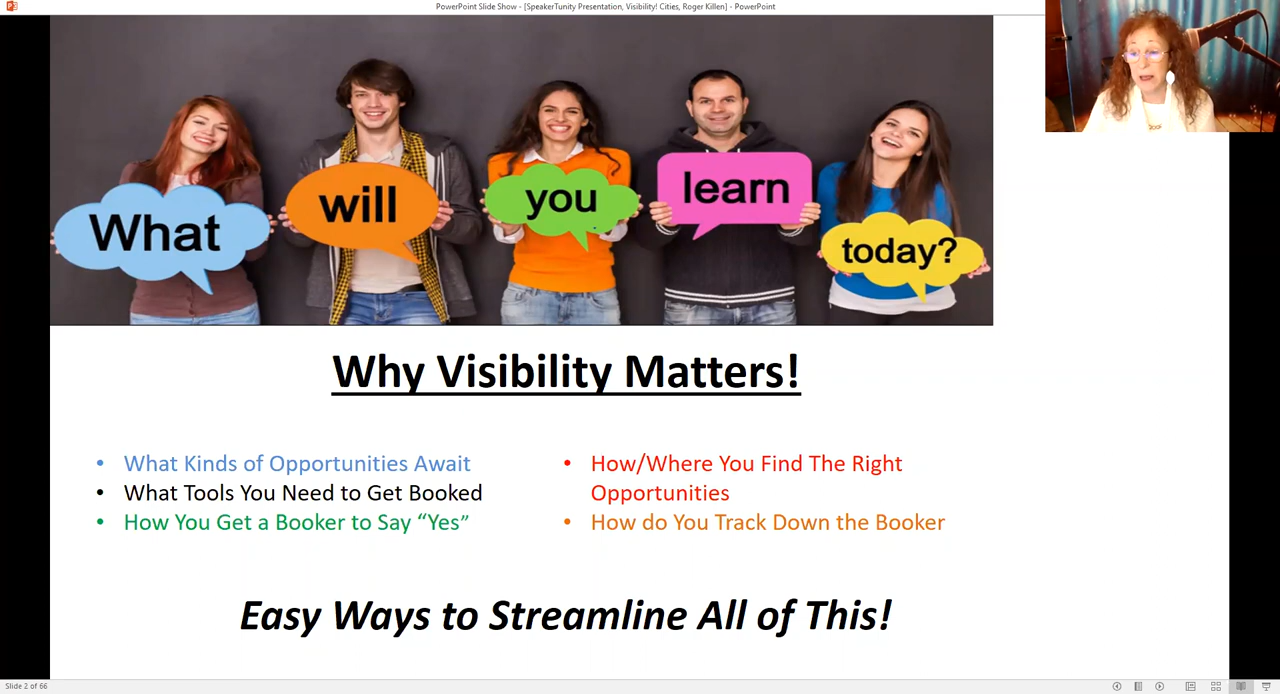 PowerPoint Slide Show - [SpeakerTunity Presentation, Visibility! Cities, Roger Killen] - PowerPoint
What will you learn today?
Why Visibility Matters!
• What Kinds of Opportunities Await
• What Tools You Need to Get Booked
• How You Get a Booker to Say “Yes”
• How/Where You Find The Right
Opportunities
• How do You Track Down the Booker
Easy Ways to Streamline All of This!
Slide 2 of 66